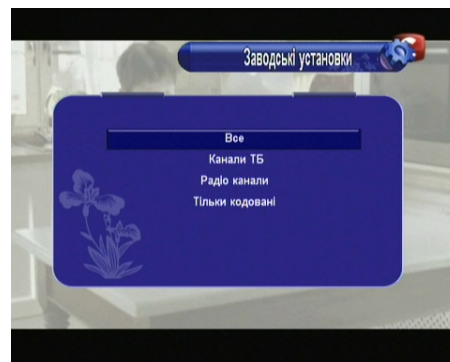 Заводські установки
Все
Канали ТБ
Радіо канали
Тільки кодовані